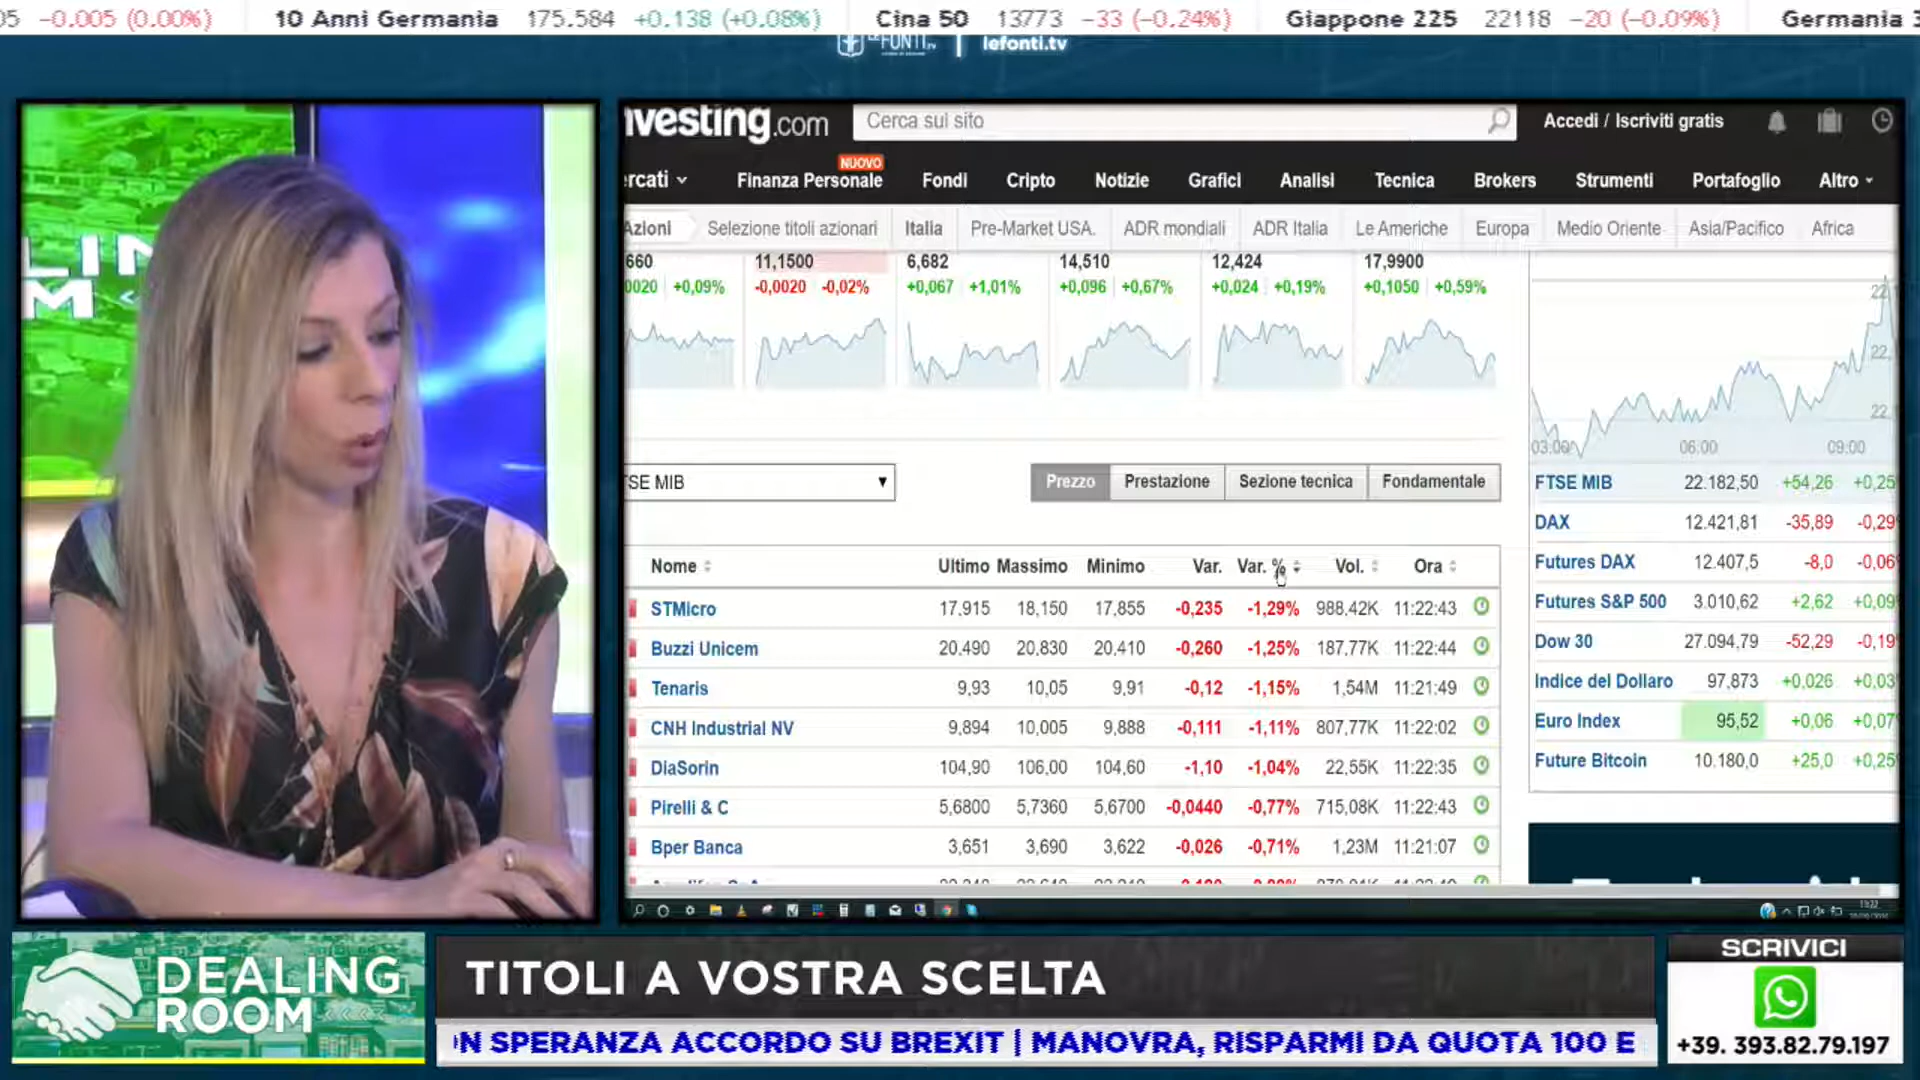 -0.005 (0.00%) 10 Anni Germania 175.584 +0.138 (+0.08%) Cina 50 13773 -33 (-0.24%) Giappone 225 22118 -20 (-0.09%) Germania
LEFONTI.TV | lefonti.tv
nvesting.com Cerca sul sito Accedi / Iscriviti gratis
NUOVO
ercati Finanza Personale Fondi Cripto Notizie Grafici Analisi Tecnica Brokers Strumenti Portafoglio Altro
Azioni Selezione titoli azionari Italia Pre-Market USA. ADR mondiali ADR Italia Le Americhe Europa Medio Oriente Asia/Pacifico Africa
660 11,1500 6,682 14,510 12,424 17,9900
0020 +0,09% -0,0020 -0,02% +0,067 +1,01% +0,096 +0,67% +0,024 +0,19% +0,1050 +0,59%
03:00 06:00 09:00
TSE MIB Prezzo Prestazione Sezione tecnica Fondamentale
Nome Ultimo Massimo Minimo Var. Var. % Vol. Ora
STMicro 17,915 18,150 17,855 -0,235 -1,29% 988,42K 11:22:43
Buzzi Unicem 20,490 20,830 20,410 -0,260 -1,25% 187,77K 11:22:44
Tenaris 9,93 10,05 9,91 -0,12 -1,15% 1,54M 11:21:49
CNH Industrial NV 9,894 10,005 9,888 -0,111 -1,11% 807,77K 11:22:02
DiaSorin 104,90 106,00 104,60 -1,10 -1,04% 22,55K 11:22:35
Pirelli & C 5,6800 5,7360 5,6700 -0,0440 -0,77% 715,08K 11:22:43
Bper Banca 3,651 3,690 3,622 -0,026 -0,71% 1,23M 11:21:07
FTSE MIB 22.182,50 +54,26 +0,25
DAX 12.421,81 -35,89 -0,29
Futures DAX 12.407,5 -8,0 -0,06
Futures S&P 500 3.010,62 +2,62 +0,09
Dow 30 27.094,79 -52,29 -0,19
Indice del Dollaro 97,873 +0,026 +0,03
Euro Index 95,52 +0,06 +0,07
Future Bitcoin 10.180,0 +25,0 +0,25
DEALING
ROOM
TITOLI A VOSTRA SCELTA
N SPERANZA ACCORDO SU BREXIT | MANOVRA, RISPARMI DA QUOTA 100 E
SCRIVICI
+39. 393.82.79.197